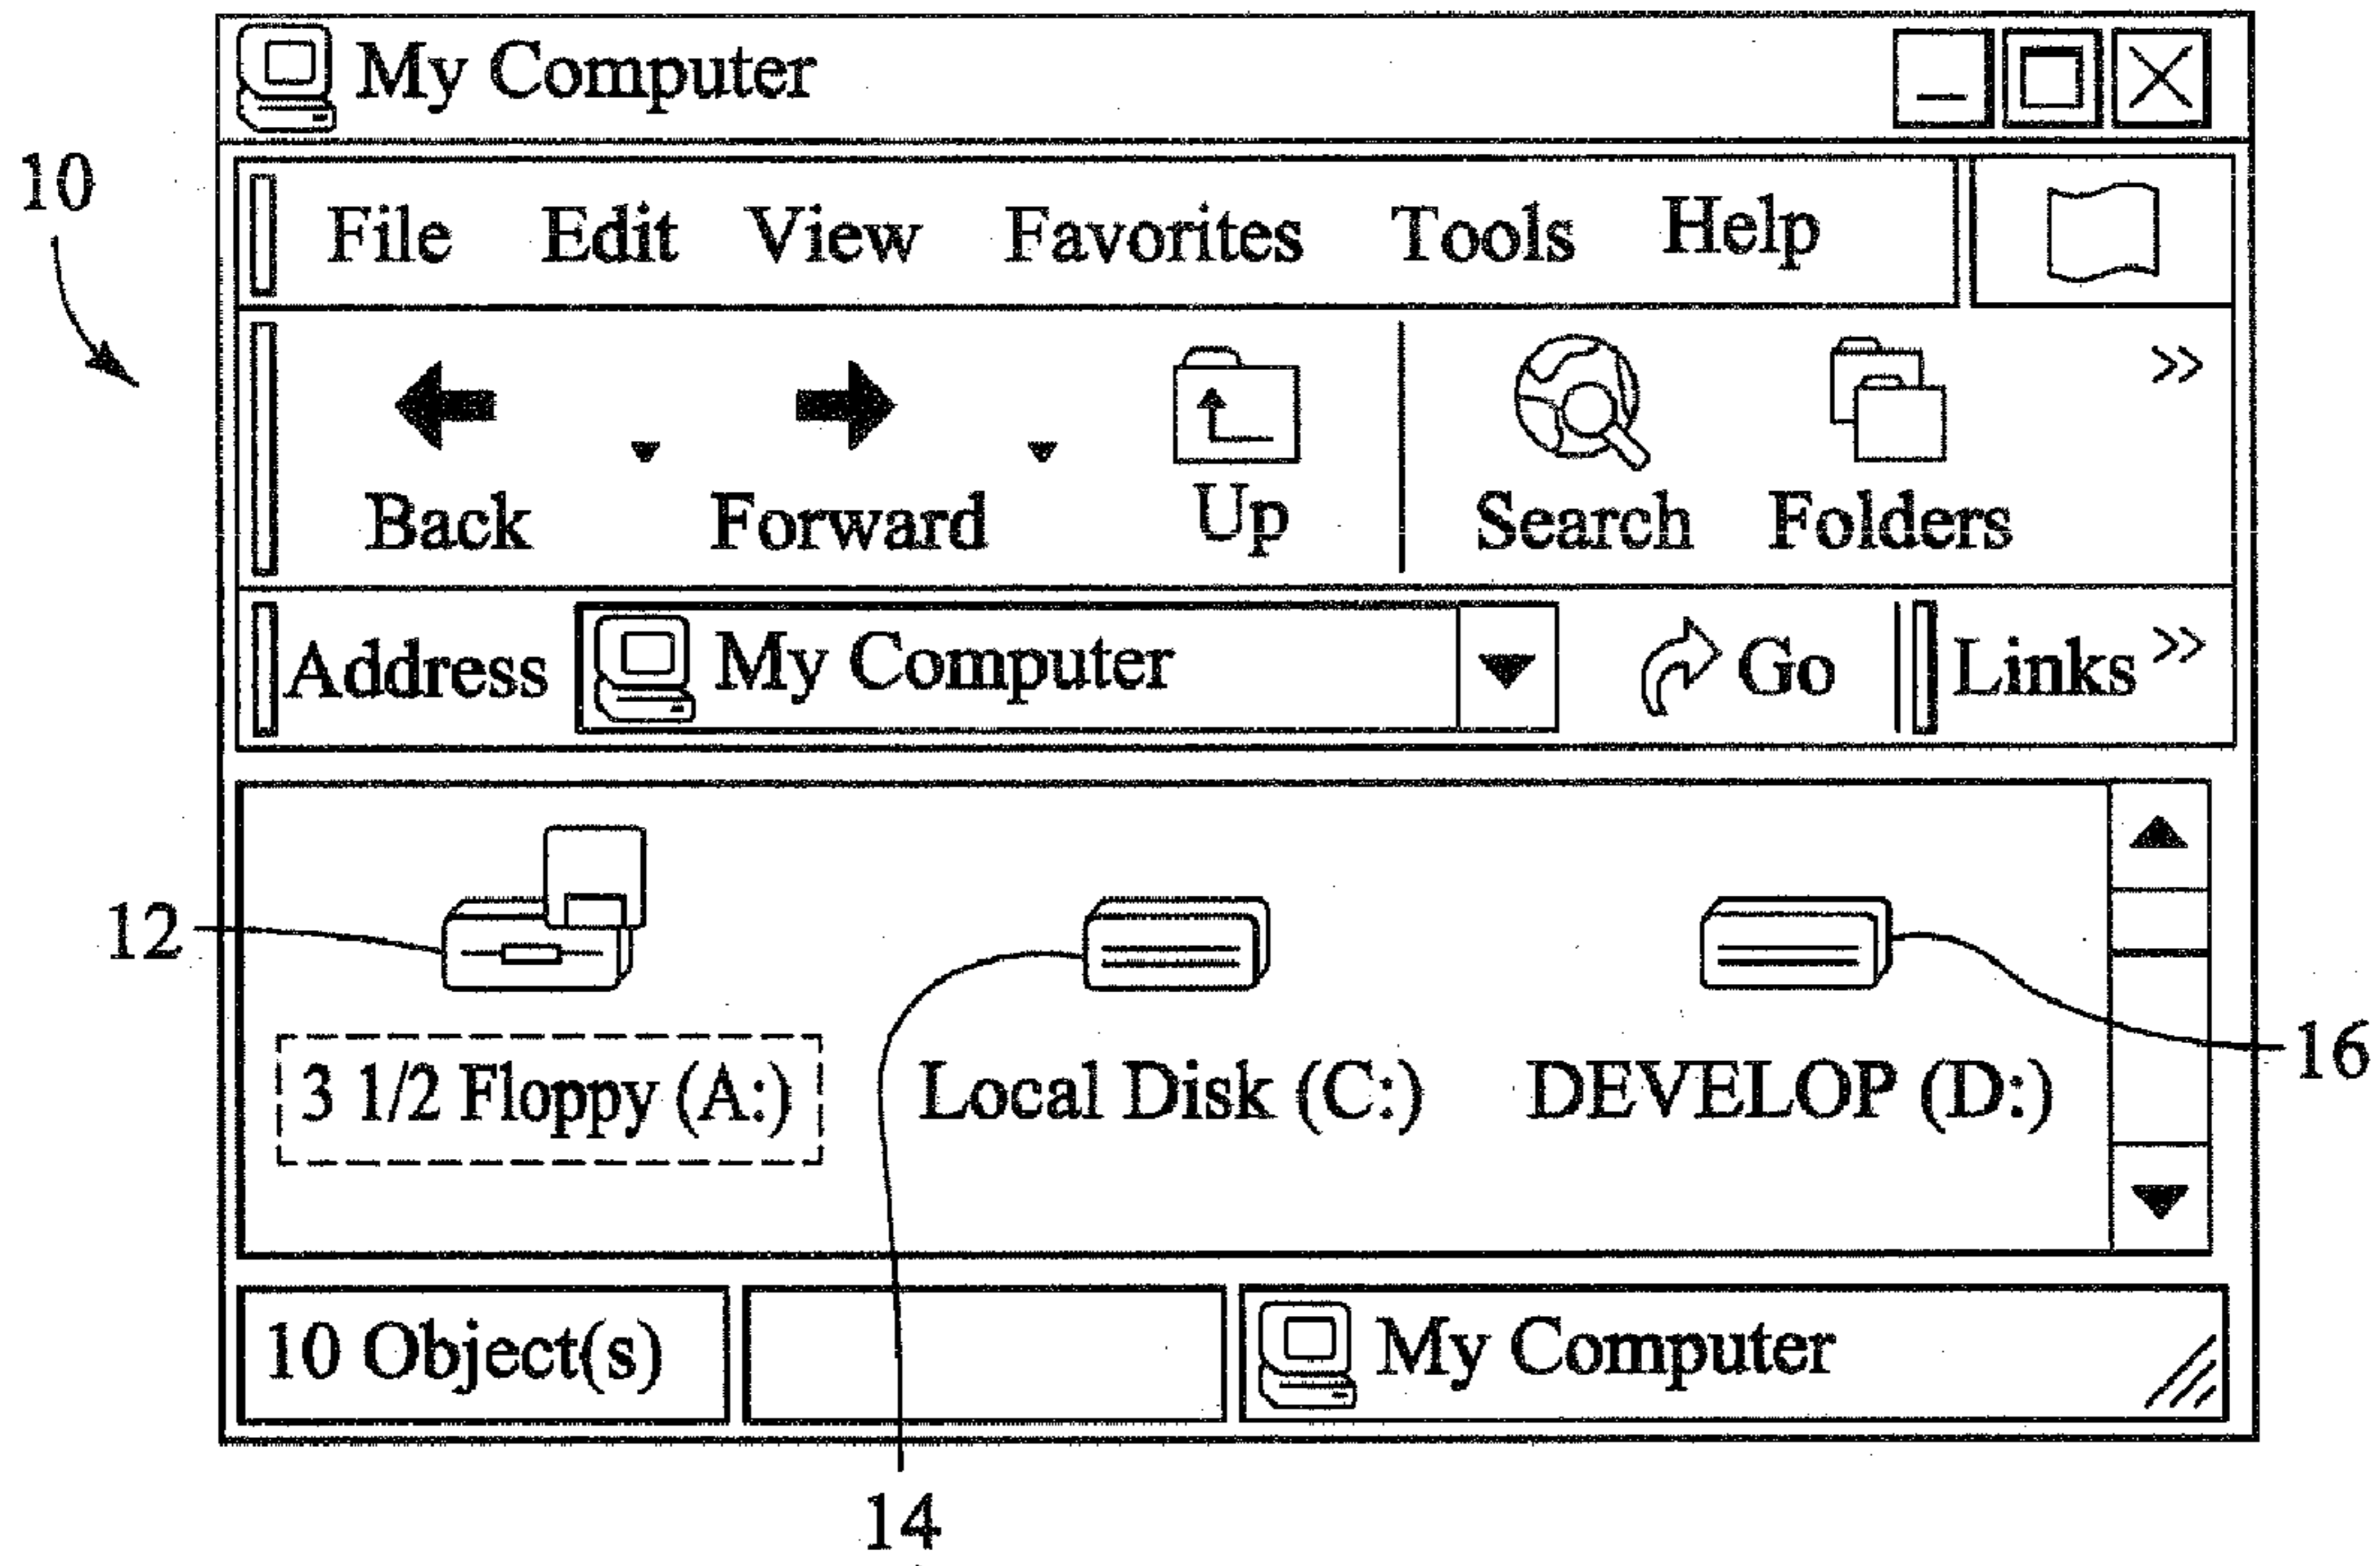 My Computer
10
File Edit View Favorites Tools Help
Back Forward Up Search Folders »
Address My Computer Go Links »
12
3 1/2 Floppy (A:) Local Disk (C:) DEVELOP (D:)
16
10 Object(s) My Computer
14